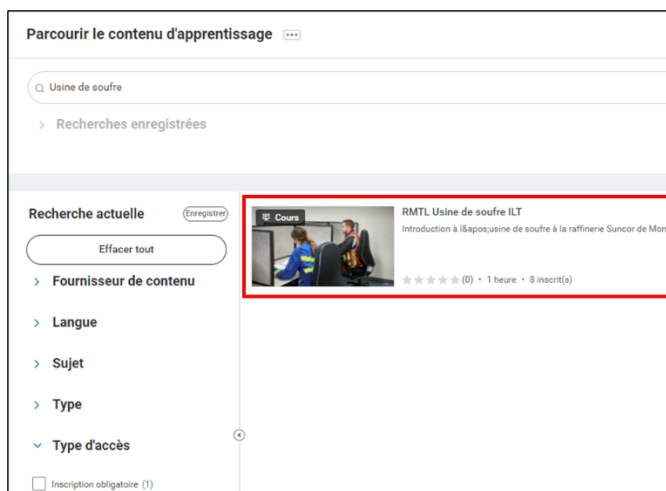 Parcourir le contenu d'apprentissage
Usine de soufre
Recherches enregistrées
Recherche actuelle
Enregistrer
Effacer tout
Fournisseur de contenu
Langue
Sujet
Type
Type d'accès
Inscription obligatoire (1)
Cours
RMTL Usine de soufre ILT
Introduction à l&apos;usine de soufre à la raffinerie Suncor de Mon
(0) • 1 heure • 8 inscrit(s)